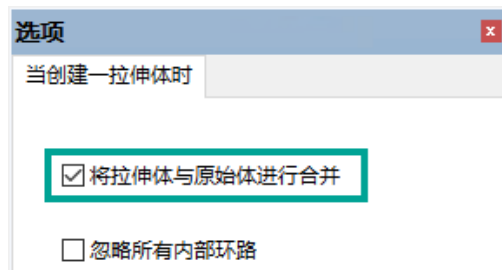 选项
当创建一拉伸体时
将拉伸体与原始体进行合并
忽略所有内部环路